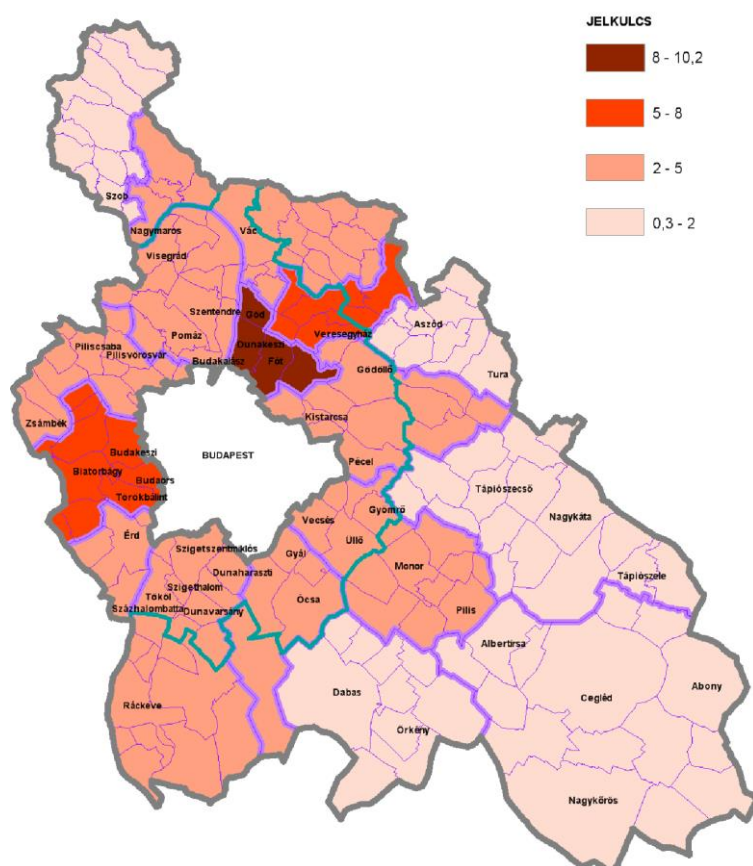 JELKULCS
8 - 10,2
5 - 8
2 - 5
0,3 - 2
Szob
Nagymaros
Vác
Visegrád
Szentendre
Göd
Veresegyház
Aszód
Dunakeszi
Piliscsaba
Pomáz
Pilisvörösvár
Budakalász
Fót
Gödöllő
Tura
Zsámbék
Kistarcsa
Budakeszi
BUDAPEST
Pécel
Biatorbágy
Budaörs
Tápiószecső
Törökbálint
Nagykáta
Gyömrő
Vecsés
Érd
Szigetszentmiklós
Üllő
Gyál
Monor
Tápiószele
Dunaharaszti
Szigethalom
Tököl
Ócsa
Százhalombatta
Dunavarsány
Pilis
Albertirsa
Abony
Cegléd
Ráckeve
Dabas
Örkény
Nagykőrös